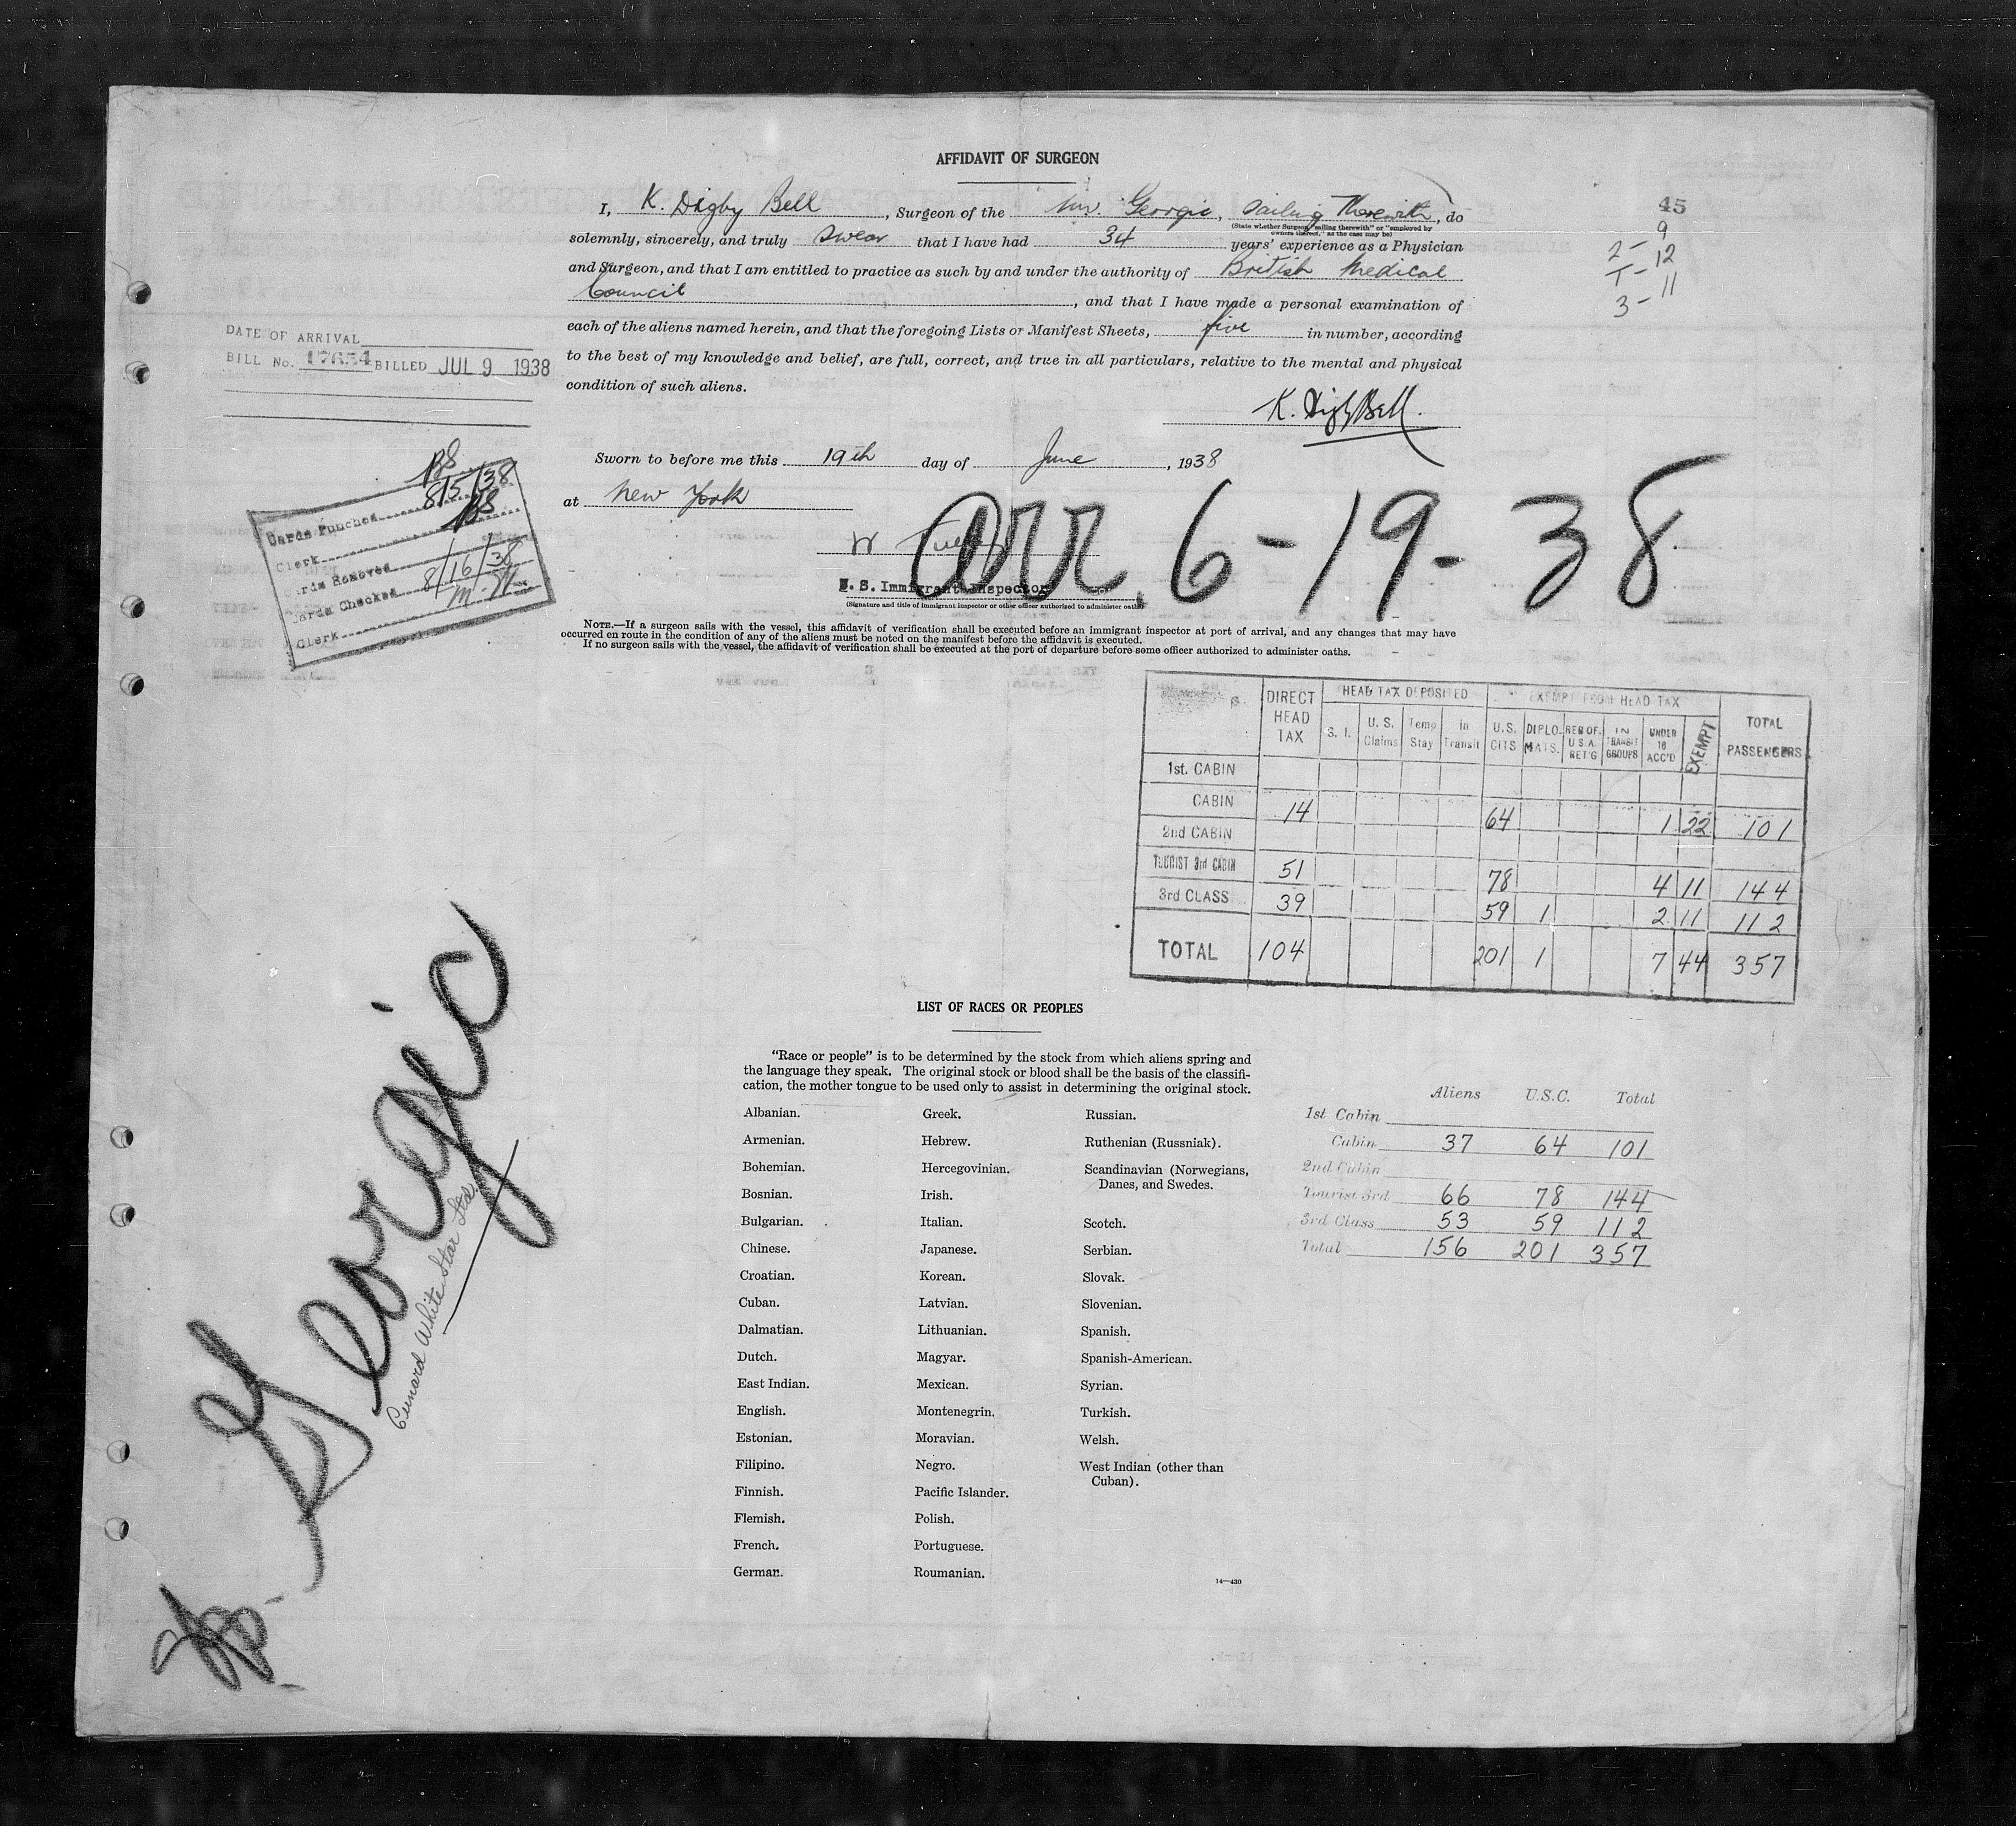 AFFIDAVIT OF SURGEON
I, K. Digby Bell, Surgeon of the M.V. Georgic, sailing therewith, do
(State whether Surgeon "sailing therewith" or "employed by
owners thereof," as the case may be)
solemnly, sincerely, and truly swear that I have had 34 years' experience as a Physician
and Surgeon, and that I am entitled to practice as such by and under the authority of British Medical
Council, and that I have made a personal examination of
each of the aliens named herein, and that the foregoing Lists or Manifest Sheets, five in number, according
to the best of my knowledge and belief, are full, correct, and true in all particulars, relative to the mental and physical
condition of such aliens.
K. Digby Bell.
Sworn to before me this 19th day of June, 1938
at New York
Arr. 6-19-38
U. S. Immigrant Inspector
(Signature and title of immigrant inspector or other officer authorized to administer oaths)
NOTE.—If a surgeon sails with the vessel, this affidavit of verification shall be executed before an immigrant inspector at port of arrival, and any changes that may have
occurred en route in the condition of any of the aliens must be noted on the manifest before the affidavit is executed.
If no surgeon sails with the vessel, the affidavit of verification shall be executed at the port of departure before some officer authorized to administer oaths.
45
9
2- 12
T- 11
3-
DATE OF ARRIVAL
BILL No. 17654 BILLED JUL 9 1938
BS
Cards Punched 8/5/38
Clerk BS
Cards Removed
Cards Checked 8/16/38
Clerk M.H.
DIRECT HEAD TAX
HEAD TAX DEPOSITED
EXEMPT FROM HEAD TAX
TOTAL PASSENGERS
S. I. U. S. Claims Temp Stay In Transit U.S. CITS DIPLO-MATS. RES OF. U.S.A. RET'G IN TRANSIT GROUPS UNDER 16 ACC'D EXEMPT
1st. CABIN
CABIN 14 64 1 22 101
2nd CABIN
TOURIST 3rd CABIN 51 78 4 11 144
3rd CLASS 39 59 1 2 11 112
TOTAL 104 201 1 7 44 357
LIST OF RACES OR PEOPLES
"Race or people" is to be determined by the stock from which aliens spring and
the language they speak. The original stock or blood shall be the basis of the classifi-
cation, the mother tongue to be used only to assist in determining the original stock.
Albanian.
Armenian.
Bohemian.
Bosnian.
Bulgarian.
Chinese.
Croatian.
Cuban.
Dalmatian.
Dutch.
East Indian.
English.
Estonian.
Filipino.
Finnish.
Flemish.
French.
German.
Greek.
Hebrew.
Hercegovinian.
Irish.
Italian.
Japanese.
Korean.
Latvian.
Lithuanian.
Magyar.
Mexican.
Montenegrin.
Moravian.
Negro.
Pacific Islander.
Polish.
Portuguese.
Roumanian.
Russian.
Ruthenian (Russniak).
Scandinavian (Norwegians,
Danes, and Swedes.
Scotch.
Serbian.
Slovak.
Slovenian.
Spanish.
Spanish-American.
Syrian.
Turkish.
Welsh.
West Indian (other than
Cuban).
14—430
Aliens U.S.C. Total
1st Cabin
Cabin 37 64 101
2nd Cabin
Tourist 3rd 66 78 144
3rd Class 53 59 112
Total 156 201 357
Georgic
Cunard White Star Ltd.